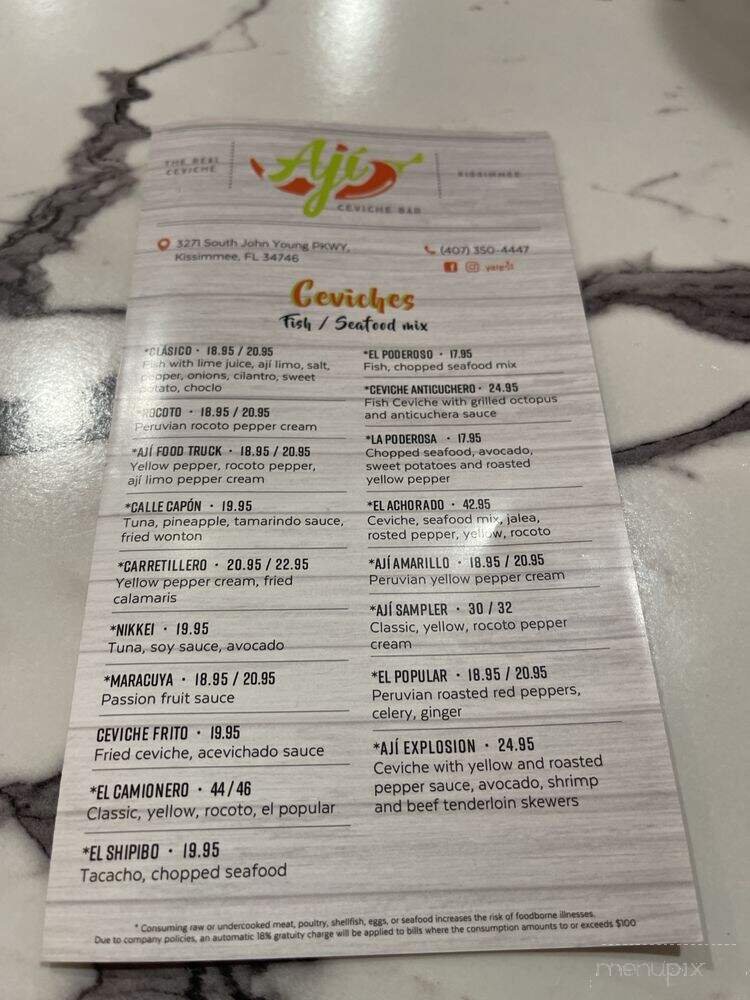 THE REAL
CEVICHE
Ají
CEVICHE BAR
KISSIMMEE
3271 South John Young PKWY,
Kissimmee, FL 34746
(407) 350-4447
Ceviches
Fish / Seafood mix
*CLÁSICO · 18.95 / 20.95
Fish with lime juice, ají limo, salt,
pepper, onions, cilantro, sweet
potato, choclo
*ROCOTO · 18.95 / 20.95
Peruvian rocoto pepper cream
*AJÍ FOOD TRUCK · 18.95 / 20.95
Yellow pepper, rocoto pepper,
ají limo pepper cream
*CALLE CAPÓN · 19.95
Tuna, pineapple, tamarindo sauce,
fried wonton
*CARRETILLERO · 20.95 / 22.95
Yellow pepper cream, fried
calamaris
*NIKKEI · 19.95
Tuna, soy sauce, avocado
*MARACUYA · 18.95 / 20.95
Passion fruit sauce
CEVICHE FRITO · 19.95
Fried ceviche, acevichado sauce
*EL CAMIONERO · 44/46
Classic, yellow, rocoto, el popular
*EL SHIPIBO · 19.95
Tacacho, chopped seafood
*EL PODEROSO · 17.95
Fish, chopped seafood mix
*CEVICHE ANTICUCHERO · 24.95
Fish Ceviche with grilled octopus
and anticuchera sauce
*LA PODEROSA · 17.95
Chopped seafood, avocado,
sweet potatoes and roasted
yellow pepper
*EL ACHORADO · 42.95
Ceviche, seafood mix, jalea,
rosted pepper, yellow, rocoto
*AJÍ AMARILLO · 18.95 / 20.95
Peruvian yellow pepper cream
*AJÍ SAMPLER · 30 / 32
Classic, yellow, rocoto pepper
cream
*EL POPULAR · 18.95 / 20.95
Peruvian roasted red peppers,
celery, ginger
*AJÍ EXPLOSION · 24.95
Ceviche with yellow and roasted
pepper sauce, avocado, shrimp
and beef tenderloin skewers
* Consuming raw or undercooked meat, poultry, shellfish, eggs, or seafood increases the risk of foodborne illnesses.
Due to company policies, an automatic 18% gratuity charge will be applied to bills where the consumption amounts to or exceeds $100
menupix